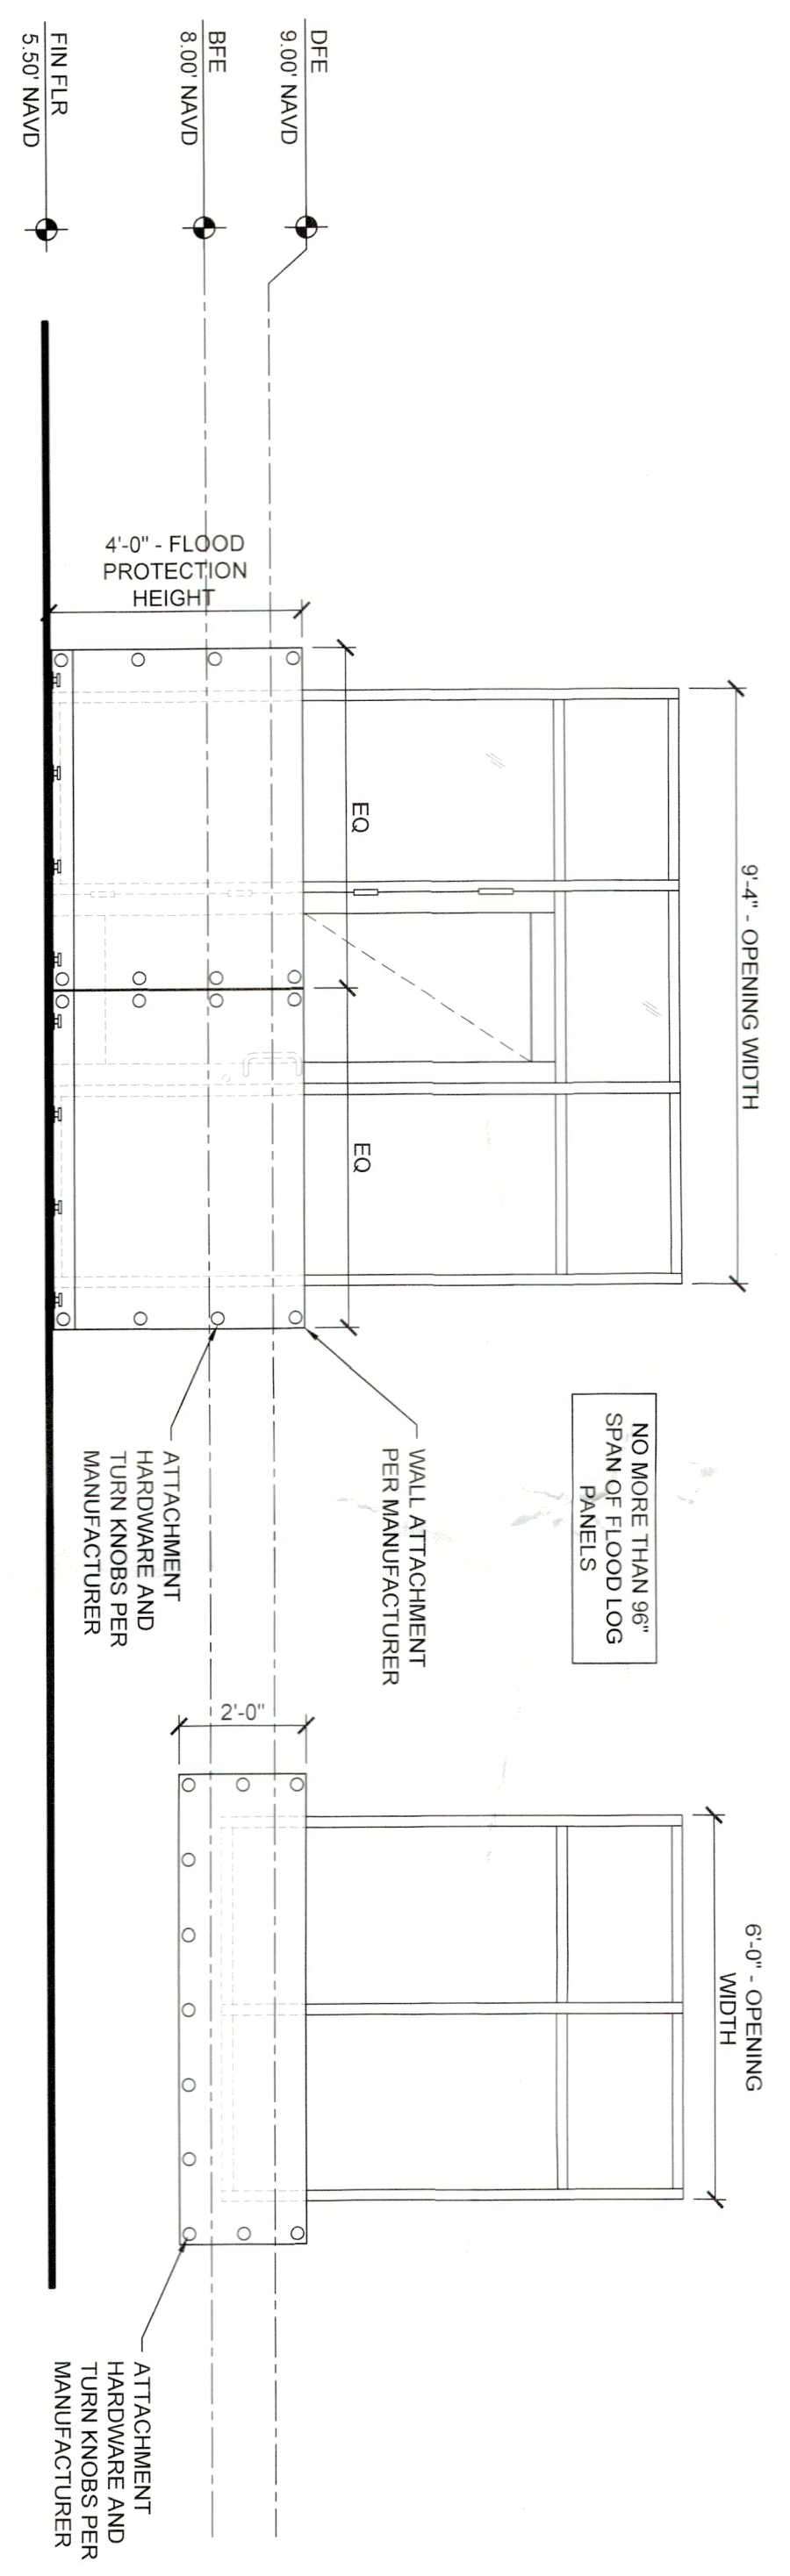 DFE
9.00' NAVD
BFE
8.00' NAVD
FIN FLR
5.50' NAVD
4'-0" - FLOOD
PROTECTION
HEIGHT
9'-4" - OPENING WIDTH
EQ
EQ
NO MORE THAN 96"
SPAN OF FLOOD LOG
PANELS
WALL ATTACHMENT
PER MANUFACTURER
ATTACHMENT
HARDWARE AND
TURN KNOBS PER
MANUFACTURER
6'-0" - OPENING
WIDTH
2'-0"
ATTACHMENT
HARDWARE AND
TURN KNOBS PER
MANUFACTURER